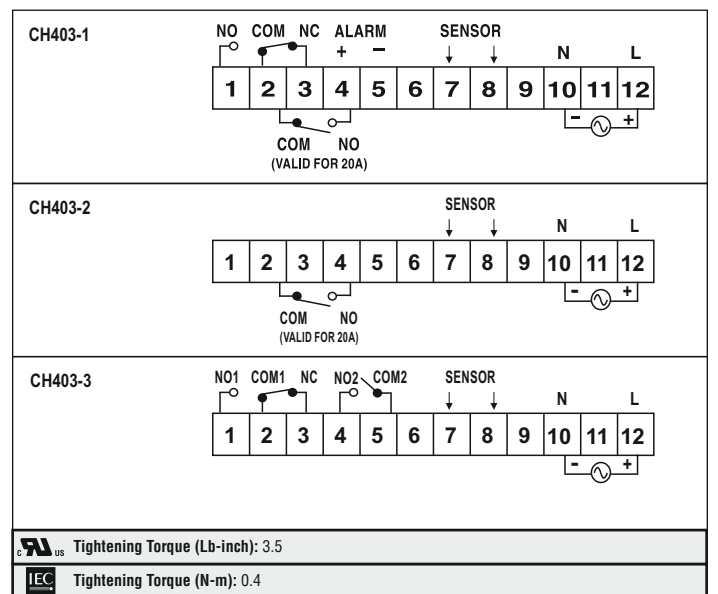 CH403-1
NO COM NC ALARM SENSOR
+ − N L
1 2 3 4 5 6 7 8 9 10 11 12
- +
COM NO
(VALID FOR 20A)
CH403-2
SENSOR
N L
1 2 3 4 5 6 7 8 9 10 11 12
- +
COM NO
(VALID FOR 20A)
CH403-3
NO1 COM1 NC NO2 COM2 SENSOR
N L
1 2 3 4 5 6 7 8 9 10 11 12
- +
c RU US Tightening Torque (Lb-inch): 3.5
IEC Tightening Torque (N-m): 0.4